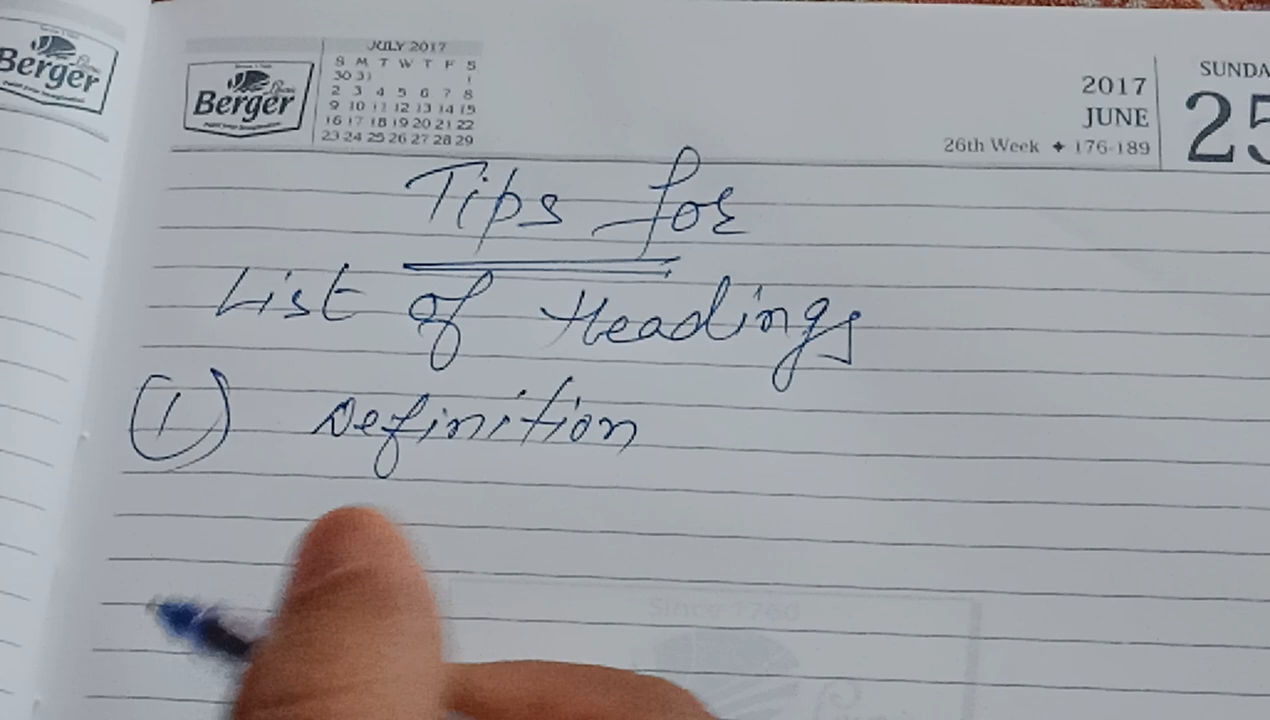 Berger
Berger
JULY 2017
S M T W T F S
30 31 1
2 3 4 5 6 7 8
9 10 11 12 13 14 15
16 17 18 19 20 21 22
23 24 25 26 27 28 29
2017
JUNE
26th Week ✦ 176-189
SUNDA
25
Tips for
List of Headings
(1) Definition
Since 1760